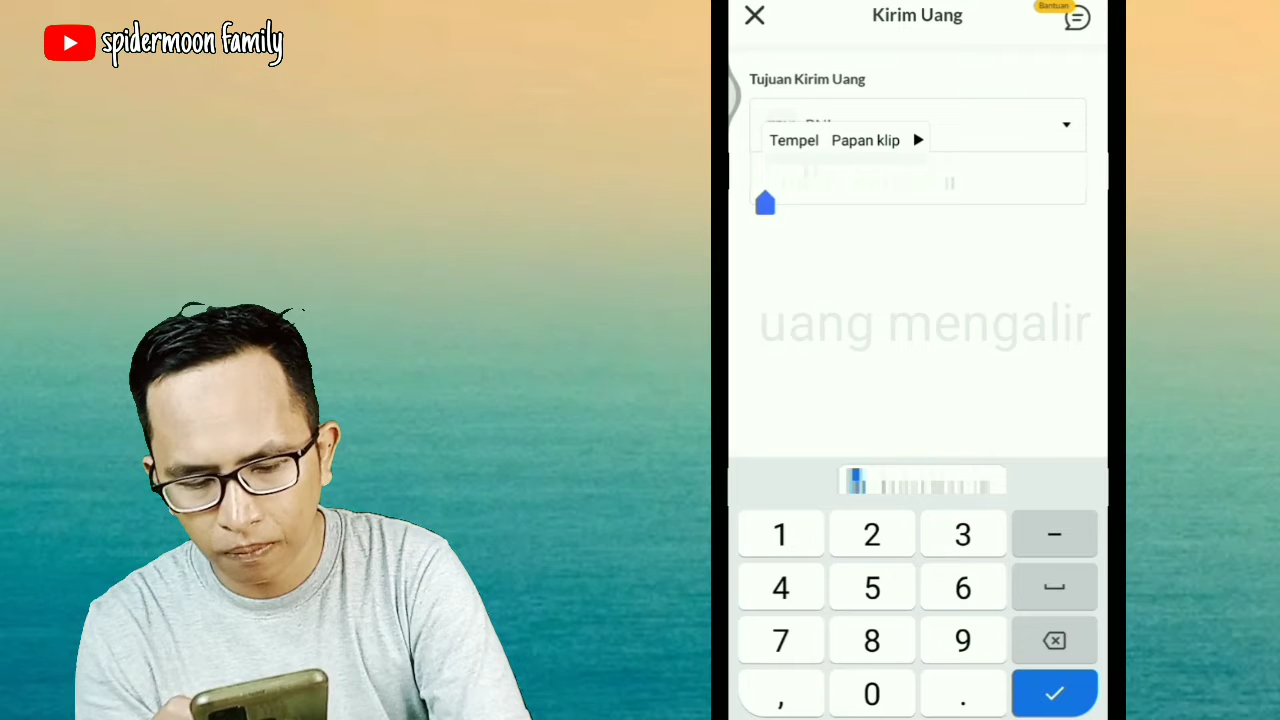 spidermoon family
Kirim Uang
Bantuan
Tujuan Kirim Uang
Tempel Papan klip
uang mengalir
1 2 3 -
4 5 6
7 8 9
, 0 .